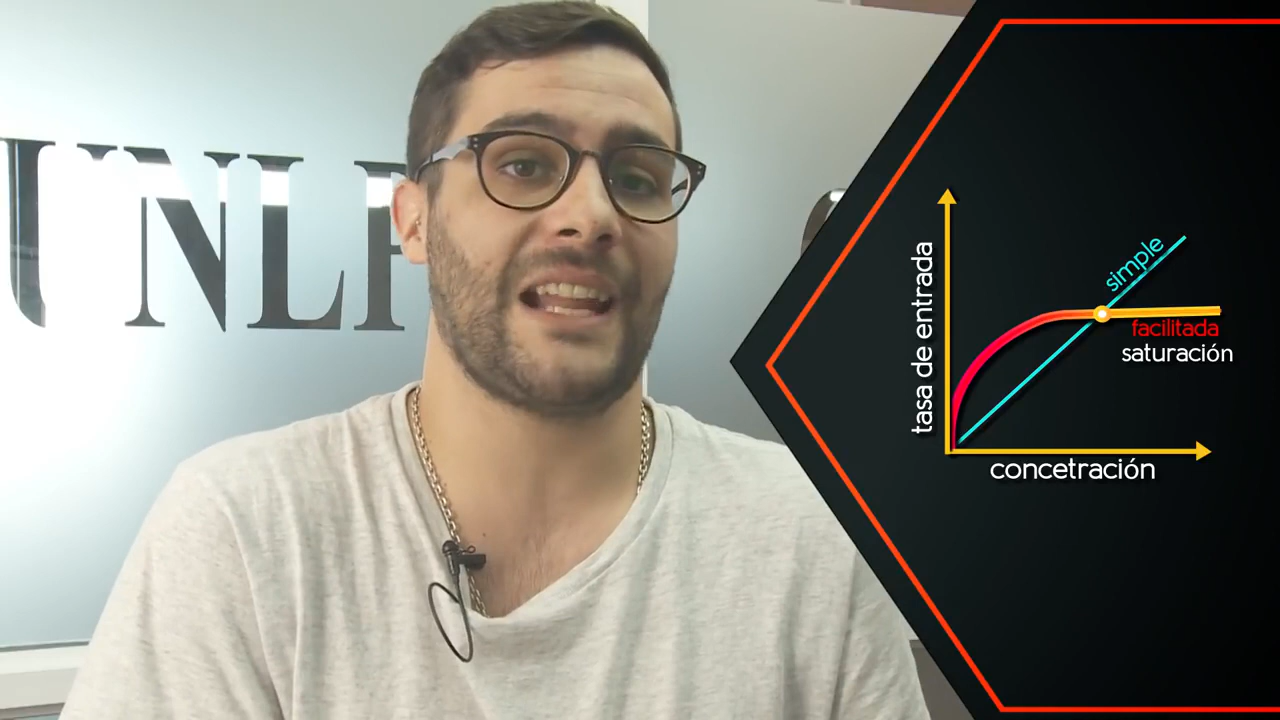 UNLP
tasa de entrada
simple
facilitada
saturación
concetración